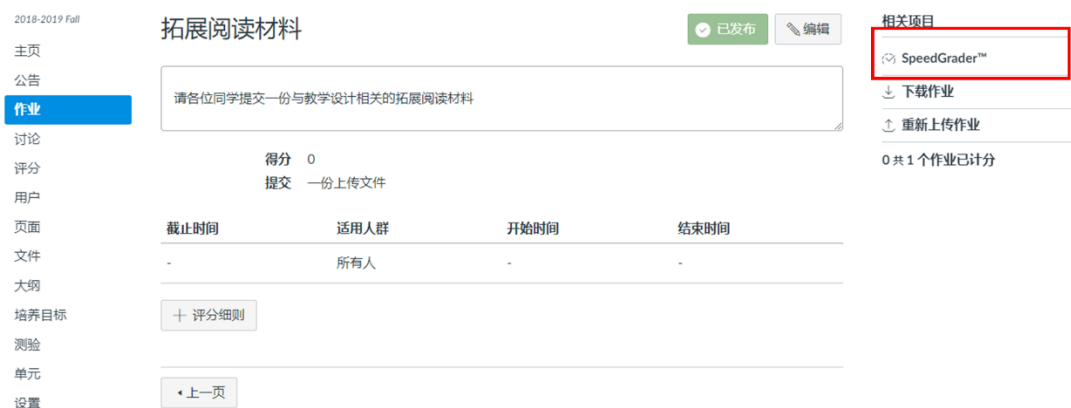 2018-2019 Fall
主页
公告
作业
讨论
评分
用户
页面
文件
大纲
培养目标
测验
单元
设置
拓展阅读材料
已发布
编辑
请各位同学提交一份与教学设计相关的拓展阅读材料
得分 0
提交 一份上传文件
截止时间 适用人群 开始时间 结束时间
- 所有人 - -
评分细则
上一页
相关项目
SpeedGrader™
下载作业
重新上传作业
0 共 1 个作业已计分